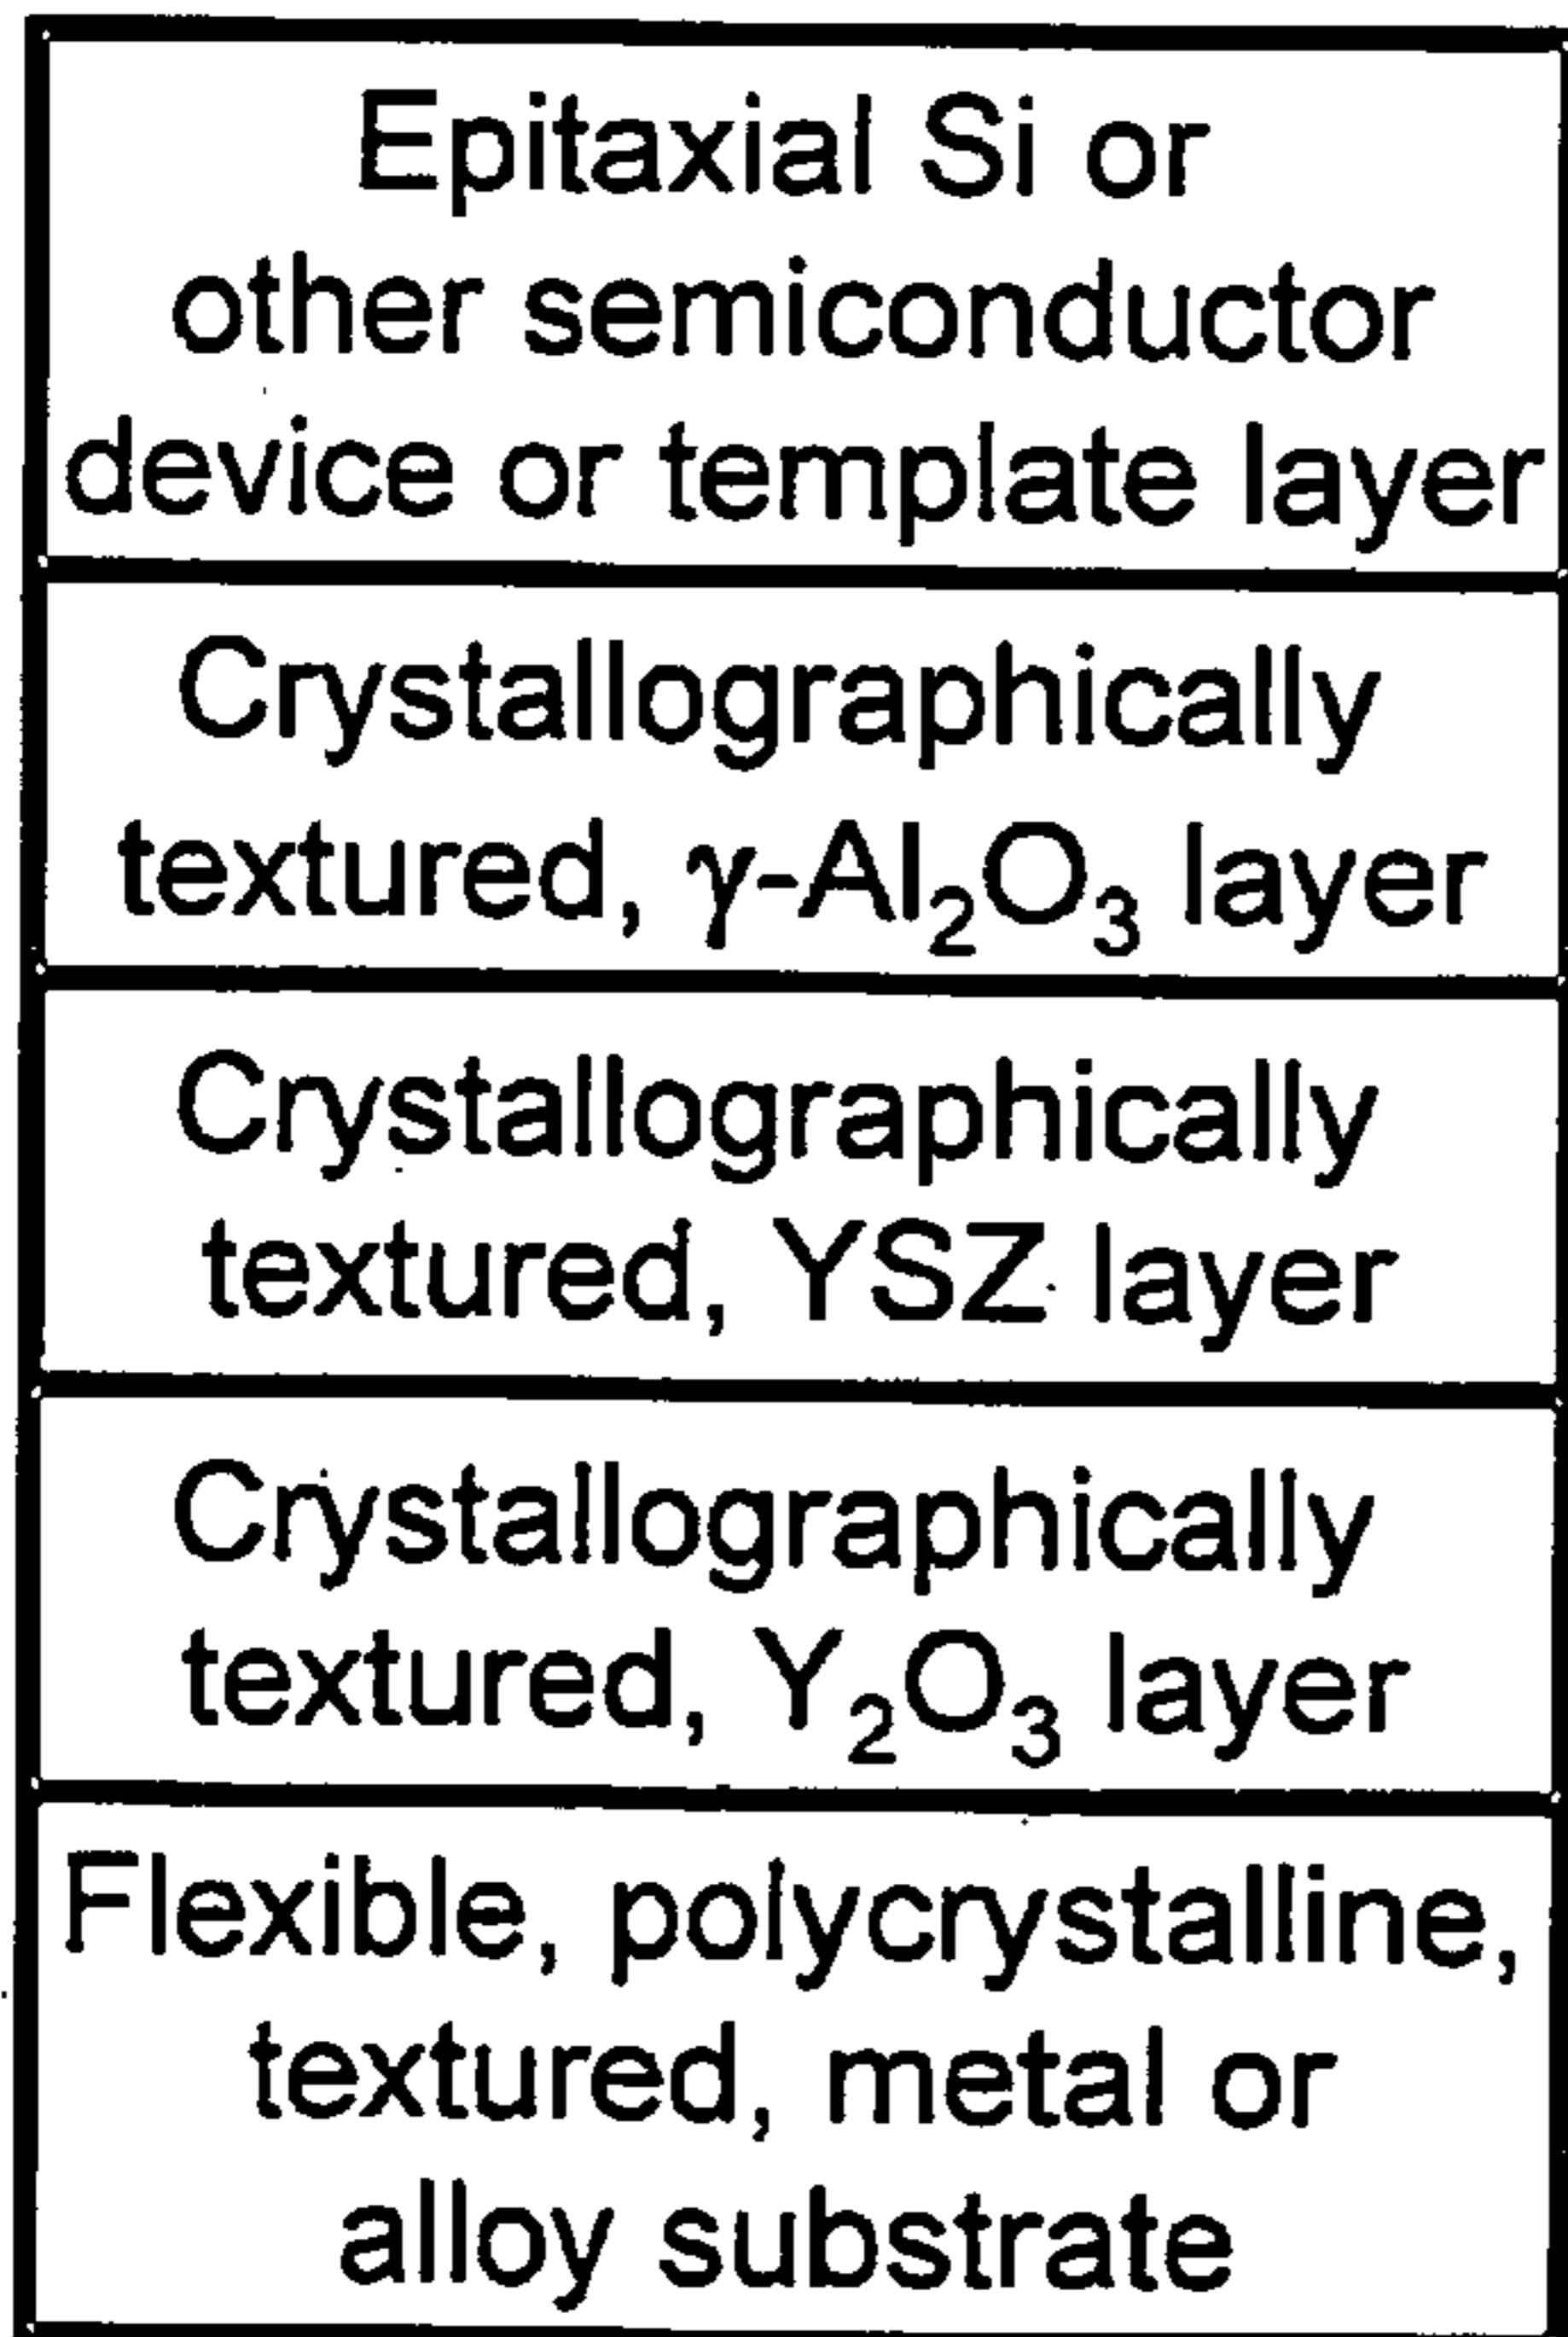 Epitaxial Si or
other semiconductor
device or template layer
Crystallographically
textured, γ-Al₂O₃ layer
Crystallographically
textured, YSZ layer
Crystallographically
textured, Y₂O₃ layer
Flexible, polycrystalline,
textured, metal or
alloy substrate